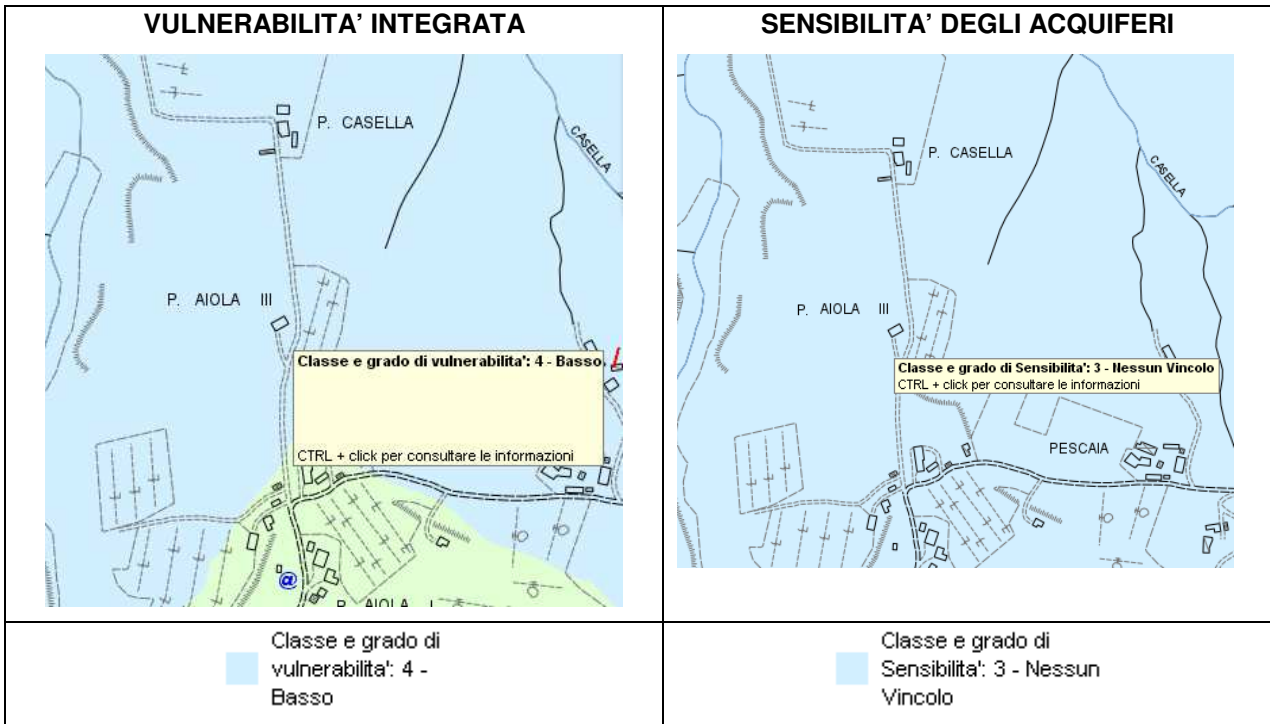 VULNERABILITA' INTEGRATA
P. CASELLA
CASELLA
P. AIOLA III
Classe e grado di vulnerabilita': 4 - Basso
CTRL + click per consultare le informazioni
@
P. AIOLA I
Classe e grado di
vulnerabilita': 4 -
Basso
SENSIBILITA' DEGLI ACQUIFERI
P. CASELLA
CASELLA
P. AIOLA III
Classe e grado di Sensibilita': 3 - Nessun Vincolo
CTRL + click per consultare le informazioni
PESCAIA
Classe e grado di
Sensibilita': 3 - Nessun
Vincolo